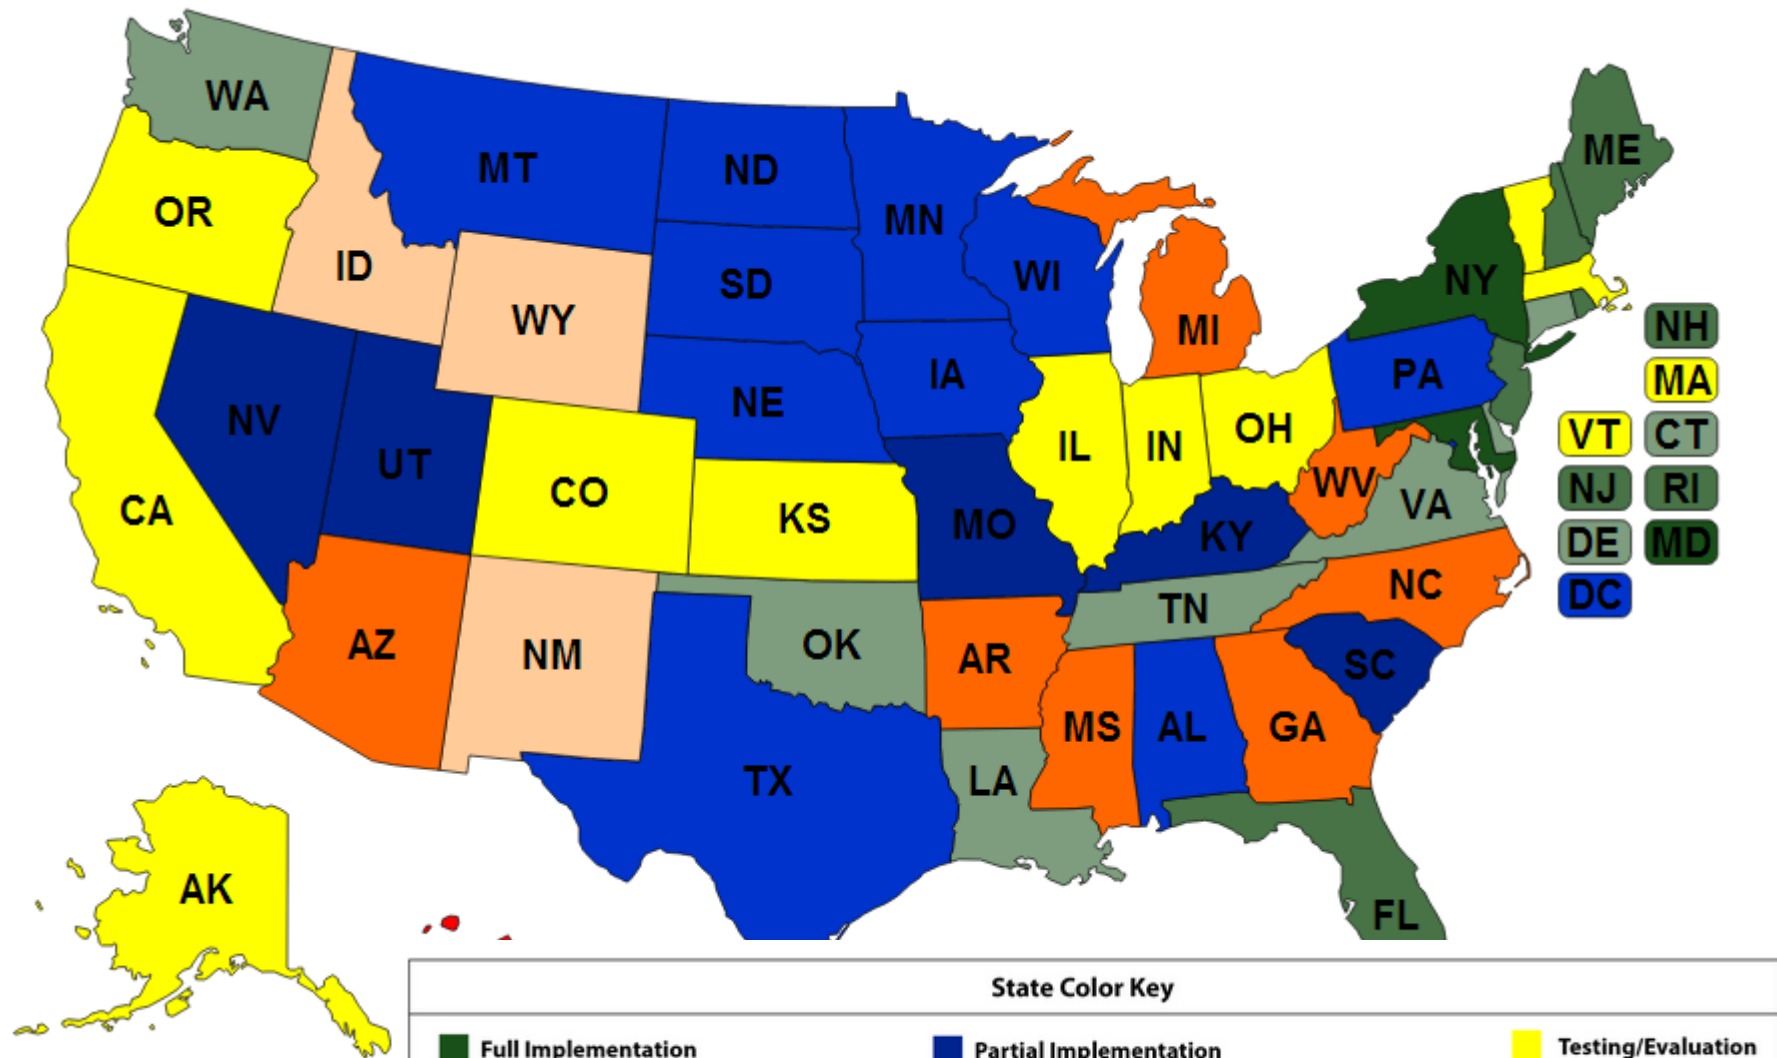 WA
ME
MT
ND
OR
MN
ID
WI
NY
SD
WY
MI
NH
IA
PA
MA
NE
NV
OH
VT
CT
IL
IN
UT
CO
WV
NJ
RI
CA
KS
MO
VA
KY
DE
MD
NC
DC
TN
AZ
NM
OK
AR
SC
MS
AL
GA
TX
LA
AK
FL
State Color Key
Full Implementation
Partial Implementation
Testing/Evaluation